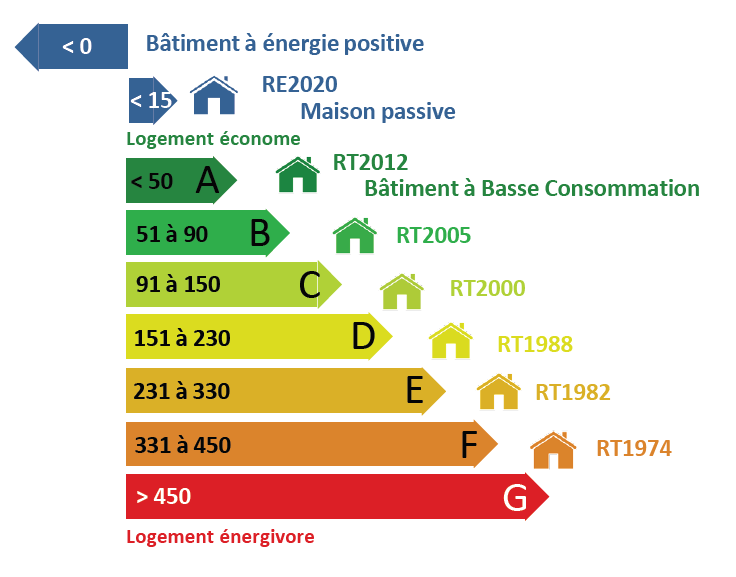 < 0 Bâtiment à énergie positive
< 15 RE2020
Maison passive
Logement économe
< 50 A RT2012
Bâtiment à Basse Consommation
51 à 90 B RT2005
91 à 150 C RT2000
151 à 230 D RT1988
231 à 330 E RT1982
331 à 450 F RT1974
> 450 G
Logement énergivore